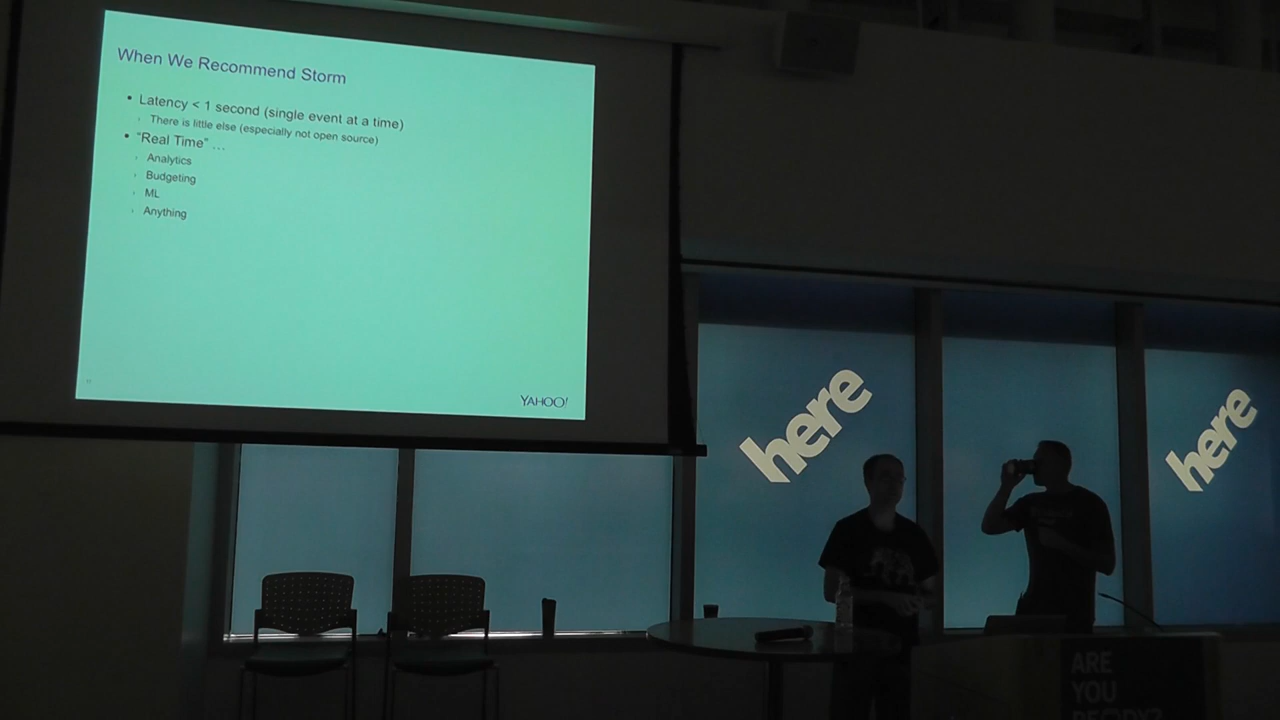 When We Recommend Storm
• Latency < 1 second (single event at a time)
› There is little else (especially not open source)
• "Real Time" …
› Analytics
› Budgeting
› ML
› Anything
YAHOO!
here
here
ARE
YOU
READY?